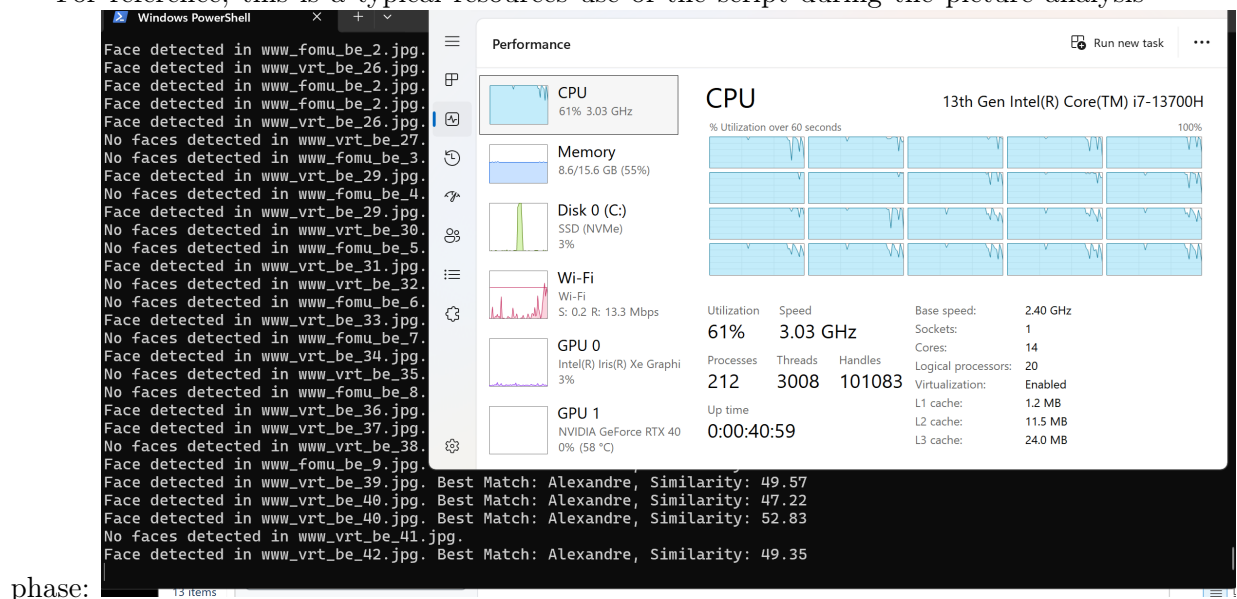 For reference, this is a typical resources use of the script during the picture analysis
Windows PowerShell
Face detected in www_fomu_be_2.jpg.
Face detected in www_vrt_be_26.jpg.
Face detected in www_fomu_be_2.jpg.
Face detected in www_fomu_be_2.jpg.
Face detected in www_vrt_be_26.jpg.
No faces detected in www_vrt_be_27.
No faces detected in www_fomu_be_3.
Face detected in www_vrt_be_29.jpg.
No faces detected in www_fomu_be_4.
Face detected in www_vrt_be_29.jpg.
No faces detected in www_vrt_be_30.
No faces detected in www_fomu_be_5.
Face detected in www_vrt_be_31.jpg.
No faces detected in www_vrt_be_32.
No faces detected in www_fomu_be_6.
Face detected in www_vrt_be_33.jpg.
No faces detected in www_fomu_be_7.
Face detected in www_vrt_be_34.jpg.
No faces detected in www_vrt_be_35.
No faces detected in www_fomu_be_8.
Face detected in www_vrt_be_36.jpg.
Face detected in www_vrt_be_37.jpg.
No faces detected in www_vrt_be_38.
Face detected in www_fomu_be_9.jpg.
Face detected in www_vrt_be_39.jpg. Best Match: Alexandre, Similarity: 49.57
Face detected in www_vrt_be_40.jpg. Best Match: Alexandre, Similarity: 47.22
Face detected in www_vrt_be_40.jpg. Best Match: Alexandre, Similarity: 52.83
No faces detected in www_vrt_be_41.jpg.
Face detected in www_vrt_be_42.jpg. Best Match: Alexandre, Similarity: 49.35
Performance
Run new task
CPU
61% 3.03 GHz
Memory
8.6/15.6 GB (55%)
Disk 0 (C:)
SSD (NVMe)
3%
Wi-Fi
Wi-Fi
S: 0.2 R: 13.3 Mbps
GPU 0
Intel(R) Iris(R) Xe Graphi
3%
GPU 1
NVIDIA GeForce RTX 40
0% (58 °C)
CPU
13th Gen Intel(R) Core(TM) i7-13700H
% Utilization over 60 seconds
100%
Utilization Speed
61% 3.03 GHz
Processes Threads Handles
212 3008 101083
Up time
0:00:40:59
Base speed: 2.40 GHz
Sockets: 1
Cores: 14
Logical processors: 20
Virtualization: Enabled
L1 cache: 1.2 MB
L2 cache: 11.5 MB
L3 cache: 24.0 MB
phase:
13 items